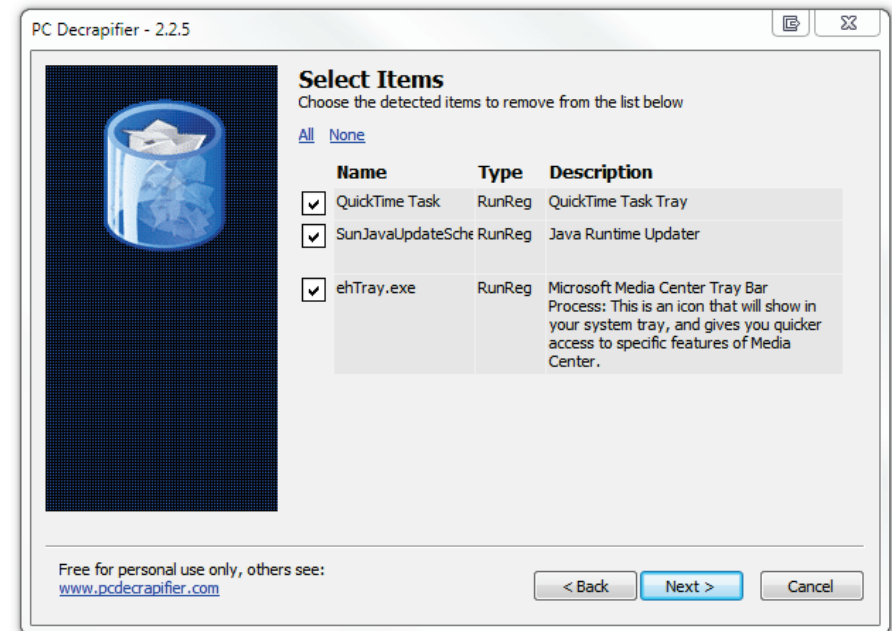 PC Decrapifier - 2.2.5
Select Items
Choose the detected items to remove from the list below
All None
Name Type Description
QuickTime Task RunReg QuickTime Task Tray
SunJavaUpdateSche RunReg Java Runtime Updater
ehTray.exe RunReg Microsoft Media Center Tray Bar
Process: This is an icon that will show in
your system tray, and gives you quicker
access to specific features of Media
Center.
Free for personal use only, others see:
www.pcdecrapifier.com
< Back Next > Cancel